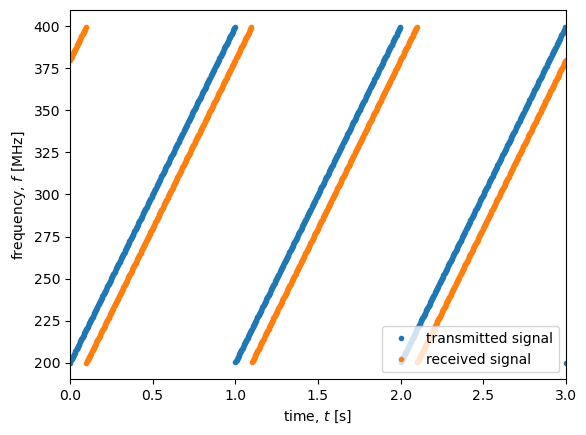 400
375
350
325
300
275
250
225
200
frequency, f [MHz]
transmitted signal
received signal
0.0 0.5 1.0 1.5 2.0 2.5 3.0
time, t [s]